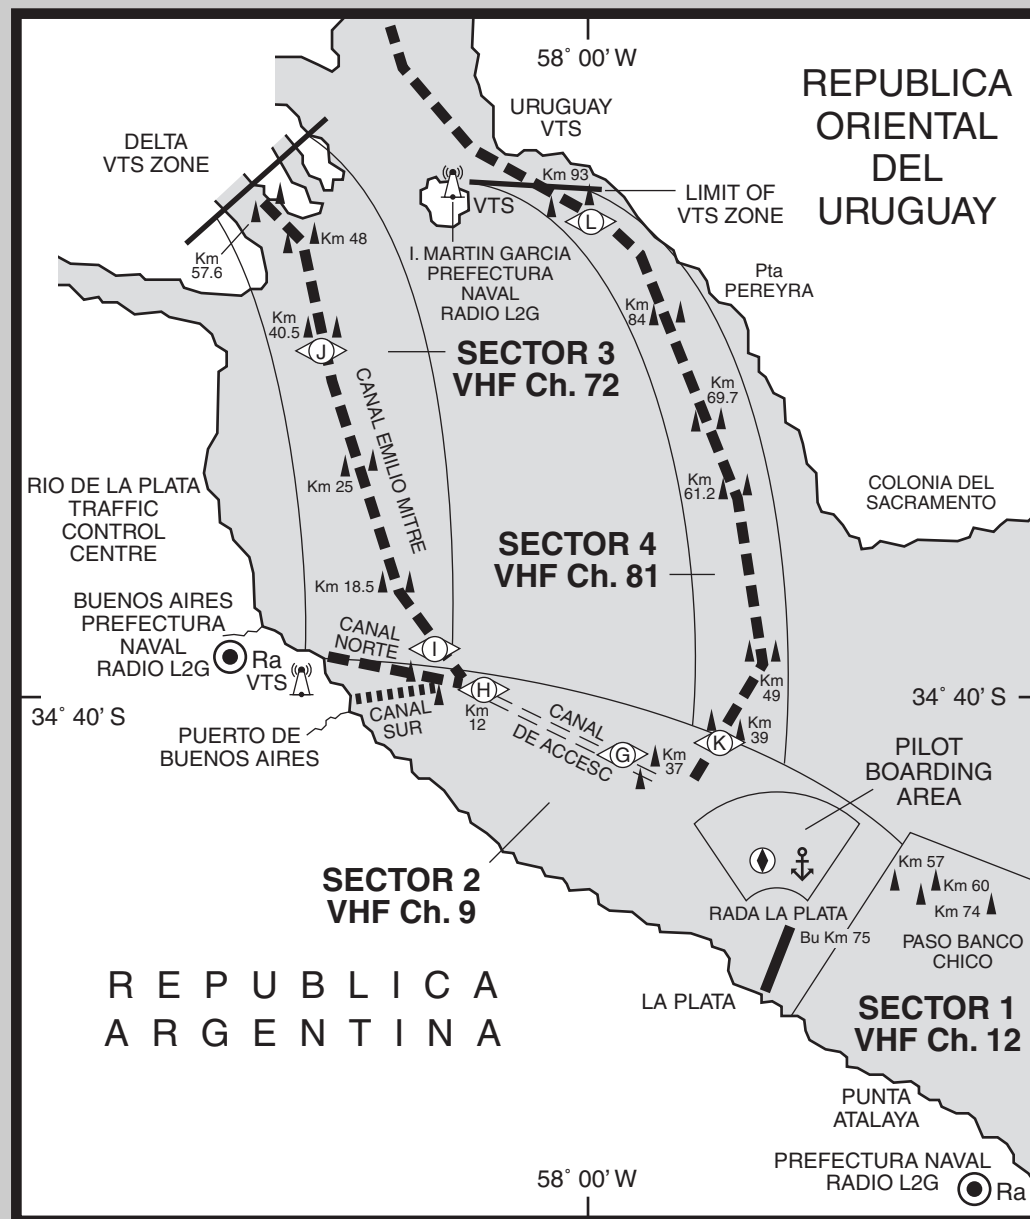 58° 00' W
REPUBLICA
ORIENTAL
DEL
URUGUAY
URUGUAY
VTS
DELTA
VTS ZONE
Km 93
VTS
L
LIMIT OF
VTS ZONE
Km
57.6
Km 48
I. MARTIN GARCIA
PREFECTURA
NAVAL
RADIO L2G
Pta
PEREYRA
Km
40.5
J
Km
84
SECTOR 3
VHF Ch. 72
CANAL EMILIO MITRE
Km
69.7
Km 25
Km
61.2
RIO DE LA PLATA
TRAFFIC
CONTROL
CENTRE
COLONIA DEL
SACRAMENTO
SECTOR 4
VHF Ch. 81
Km 18.5
BUENOS AIRES
PREFECTURA
NAVAL
RADIO L2G
Ra
VTS
CANAL
NORTE
I
H
Km
12
CANAL
SUR
CANAL
DE ACCESC
G
Km
37
K
Km
39
Km
49
34° 40' S
34° 40' S
PUERTO DE
BUENOS AIRES
PILOT
BOARDING
AREA
SECTOR 2
VHF Ch. 9
Km 57
Km 60
Km 74
RADA LA PLATA
Bu Km 75
PASO BANCO
CHICO
LA PLATA
SECTOR 1
VHF Ch. 12
REPUBLICA
ARGENTINA
PUNTA
ATALAYA
PREFECTURA NAVAL
RADIO L2G
Ra
58° 00' W